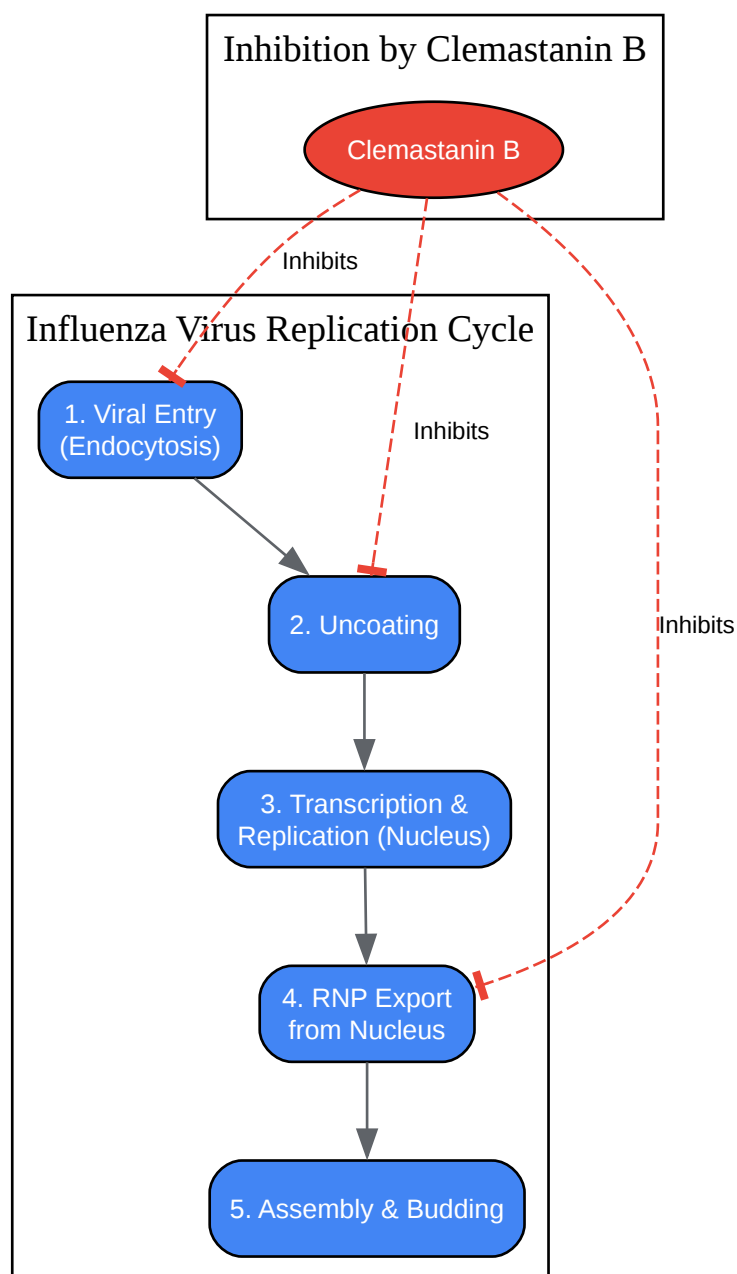 Inhibition by Clemastanin B
Clemastanin B
Inhibits
Influenza Virus Replication Cycle
1. Viral Entry
(Endocytosis)
Inhibits
2. Uncoating
Inhibits
3. Transcription &
Replication (Nucleus)
4. RNP Export
from Nucleus
5. Assembly & Budding